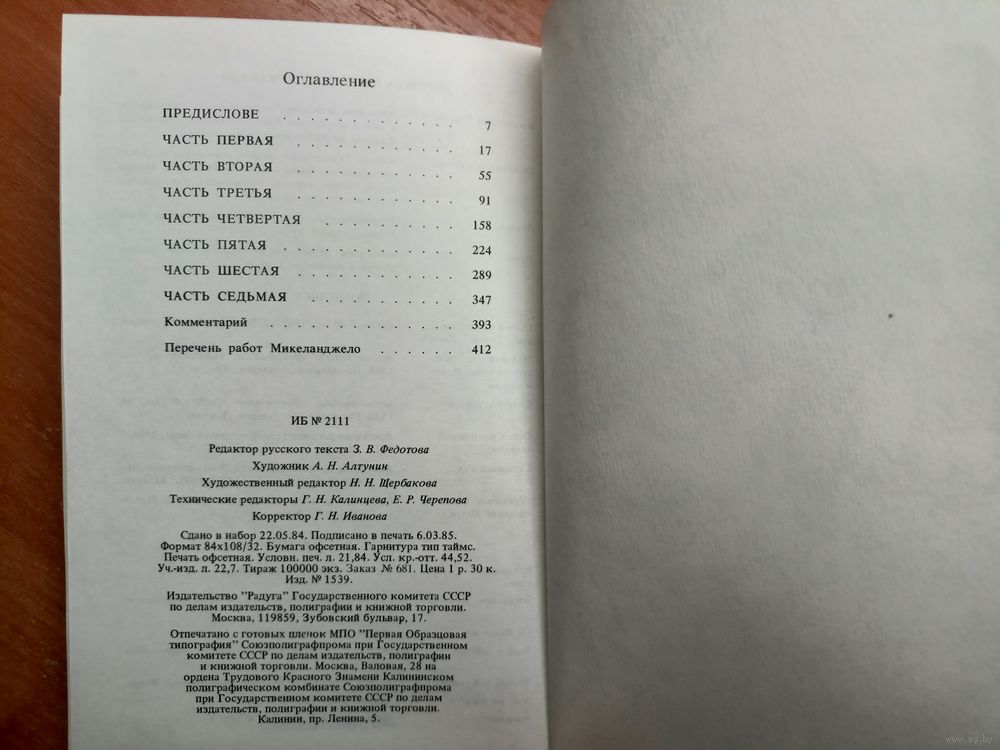 Оглавление
ПРЕДИСЛОВЕ . . . . . . . . . . . . . 7
ЧАСТЬ ПЕРВАЯ . . . . . . . . . . . . 17
ЧАСТЬ ВТОРАЯ . . . . . . . . . . . . 55
ЧАСТЬ ТРЕТЬЯ . . . . . . . . . . . . 91
ЧАСТЬ ЧЕТВЕРТАЯ . . . . . . . . . . 158
ЧАСТЬ ПЯТАЯ . . . . . . . . . . . . . 224
ЧАСТЬ ШЕСТАЯ . . . . . . . . . . . . 289
ЧАСТЬ СЕДЬМАЯ . . . . . . . . . . . 347
Комментарий . . . . . . . . . . . . . . 393
Перечень работ Микеланджело . . . . . . 412
ИБ № 2111
Редактор русского текста З. В. Федотова
Художник А. Н. Алтунин
Художественный редактор Н. Н. Щербакова
Технические редакторы Г. Н. Калинцева, Е. Р. Черепова
Корректор Г. Н. Иванова
Сдано в набор 22.05.84. Подписано в печать 6.03.85.
Формат 84x108/32. Бумага офсетная. Гарнитура тип таймс.
Печать офсетная. Условн. печ. л. 21,84. Усл. кр.-отт. 44,52.
Уч.-изд. л. 22,7. Тираж 100000 экз. Заказ № 681. Цена 1 р. 30 к.
Изд. № 1539.
Издательство "Радуга" Государственного комитета СССР
по делам издательств, полиграфии и книжной торговли.
Москва, 119859, Зубовский бульвар, 17.
Отпечатано с готовых пленок МПО "Первая Образцовая
типография" Союзполиграфпрома при Государственном
комитете СССР по делам издательств, полиграфии
и книжной торговли. Москва, Валовая, 28 на
ордена Трудового Красного Знамени Калининском
полиграфическом комбинате Союзполиграфпрома
при Государственном комитете СССР по делам
издательств, полиграфии и книжной торговли.
Калинин, пр. Ленина, 5.
www.ay.by